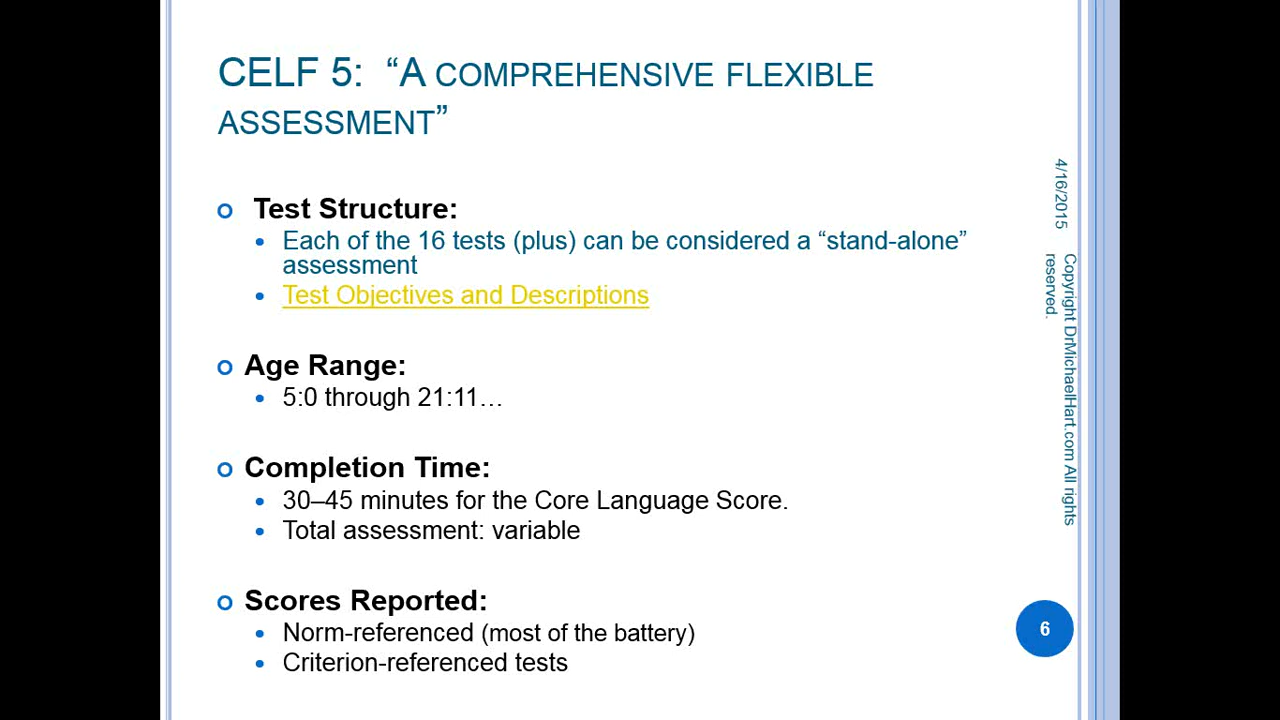 CELF 5: “A COMPREHENSIVE FLEXIBLE
ASSESSMENT”
Test Structure:
Each of the 16 tests (plus) can be considered a “stand-alone”
assessment
Test Objectives and Descriptions
Age Range:
5:0 through 21:11…
Completion Time:
30–45 minutes for the Core Language Score.
Total assessment: variable
Scores Reported:
Norm-referenced (most of the battery)
Criterion-referenced tests
4/16/2015
Copyright DrMichaelHart.com All rights
reserved.
6